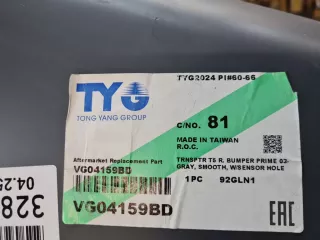 TYG2024 PI#60-66
TYG
TONG YANG GROUP
C/NO. 81
MADE IN TAIWAN
R.O.C.
Aftermarket Replacement Part
VG04159BD
TRNSPTR T5 R, BUMPER PRIME 03-
GRAY, SMOOTH, W/SENSOR HOLE
1PC 92GLN1
VG04159BD
EAC
328
04.25